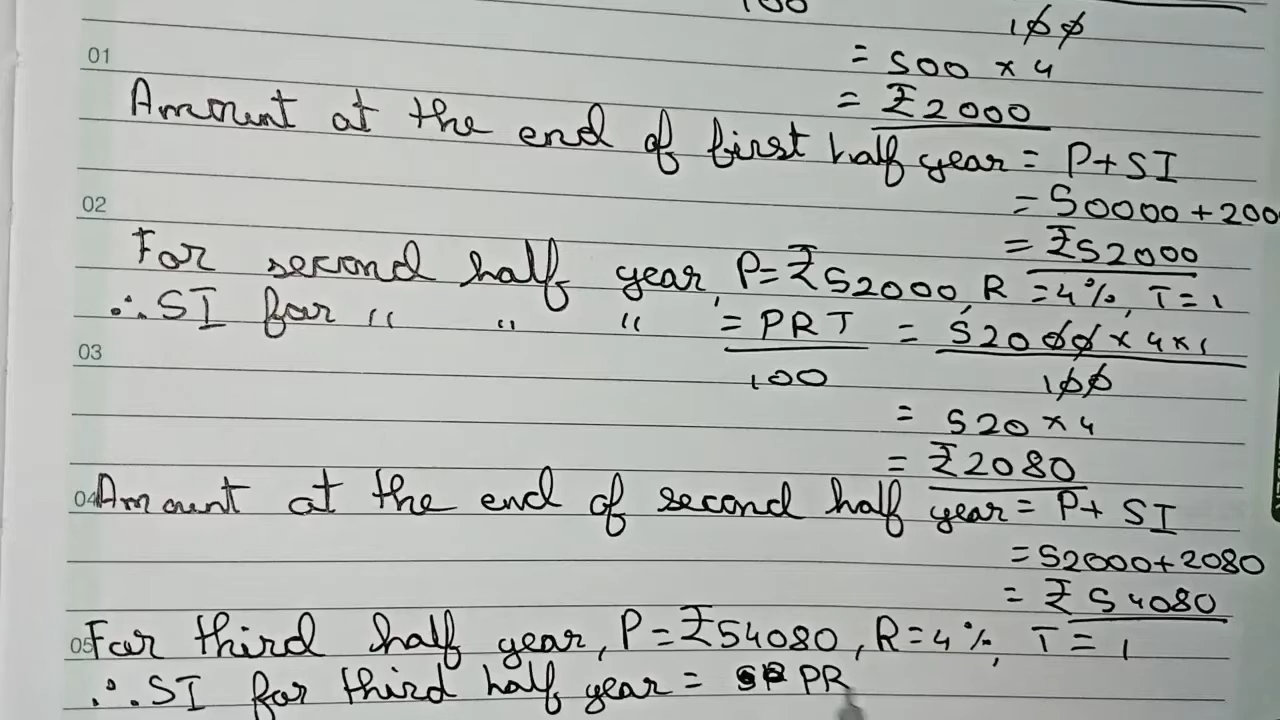 100
100
01
= 500 × 4
= ₹2000
Amount at the end of first half year = P+SI
= 50000 + 200
02
= ₹52000
For second half year, P=₹52000, R =4%, T=1
∴ SI for " " " = PRT = 52000 × 4 × 1
03
100 100
= 520 × 4
= ₹2080
04 Amount at the end of second half year = P+ SI
= 52000+2080
= ₹54080
05 For third half year, P=₹54080, R=4%, T=1
∴ SI for third half year = PR